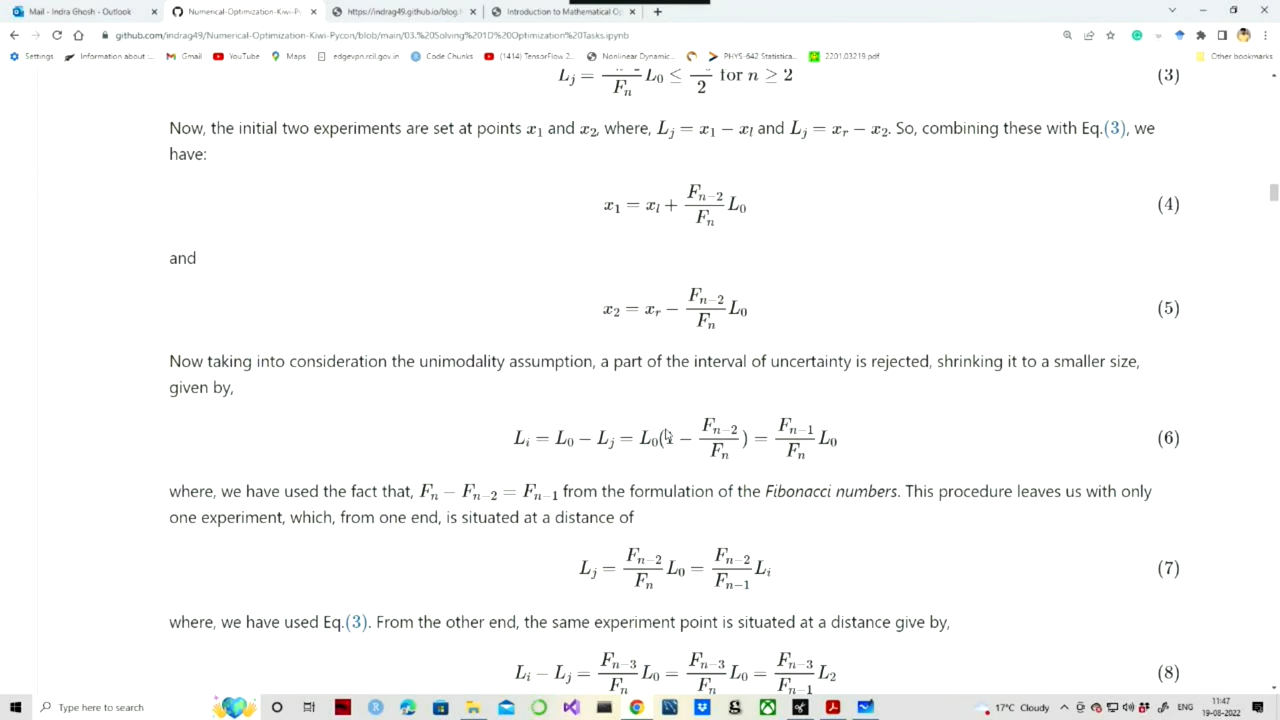 Mail - Indra Ghosh - Outlook
Numerical-Optimization-Kiwi-P
https://indrag49.github.io/blog.h
Introduction to Mathematical Op
github.com/indrag49/Numerical-Optimization-Kiwi-Pycon/blob/main/03.%20Solving%201D%20Optimization%20Tasks.ipynb
Settings
Information about ...
Gmail
YouTube
Maps
edgevpn.rcil.gov.in
Code Chunks
(1414) TensorFlow 2...
Nonlinear Dynamic...
PHYS-642 Statistica...
2201.03219.pdf
Other bookmarks
L_j = F_n L_0 ≤ 2 for n ≥ 2 (3)
Now, the initial two experiments are set at points x_1 and x_2, where, L_j = x_1 − x_l and L_j = x_r − x_2. So, combining these with Eq.(3), we
have:
x_1 = x_l + F_{n−2}/F_n L_0 (4)
and
x_2 = x_r − F_{n−2}/F_n L_0 (5)
Now taking into consideration the unimodality assumption, a part of the interval of uncertainty is rejected, shrinking it to a smaller size,
given by,
L_i = L_0 − L_j = L_0(1 − F_{n−2}/F_n) = F_{n−1}/F_n L_0 (6)
where, we have used the fact that, F_n − F_{n−2} = F_{n−1} from the formulation of the Fibonacci numbers. This procedure leaves us with only
one experiment, which, from one end, is situated at a distance of
L_j = F_{n−2}/F_n L_0 = F_{n−2}/F_{n−1} L_i (7)
where, we have used Eq.(3). From the other end, the same experiment point is situated at a distance give by,
L_i − L_j = F_{n−3}/F_n L_0 = F_{n−3}/F_n L_0 = F_{n−3}/F_{n−1} L_2 (8)
Type here to search
17°C Cloudy
ENG
11:47
19-08-2022